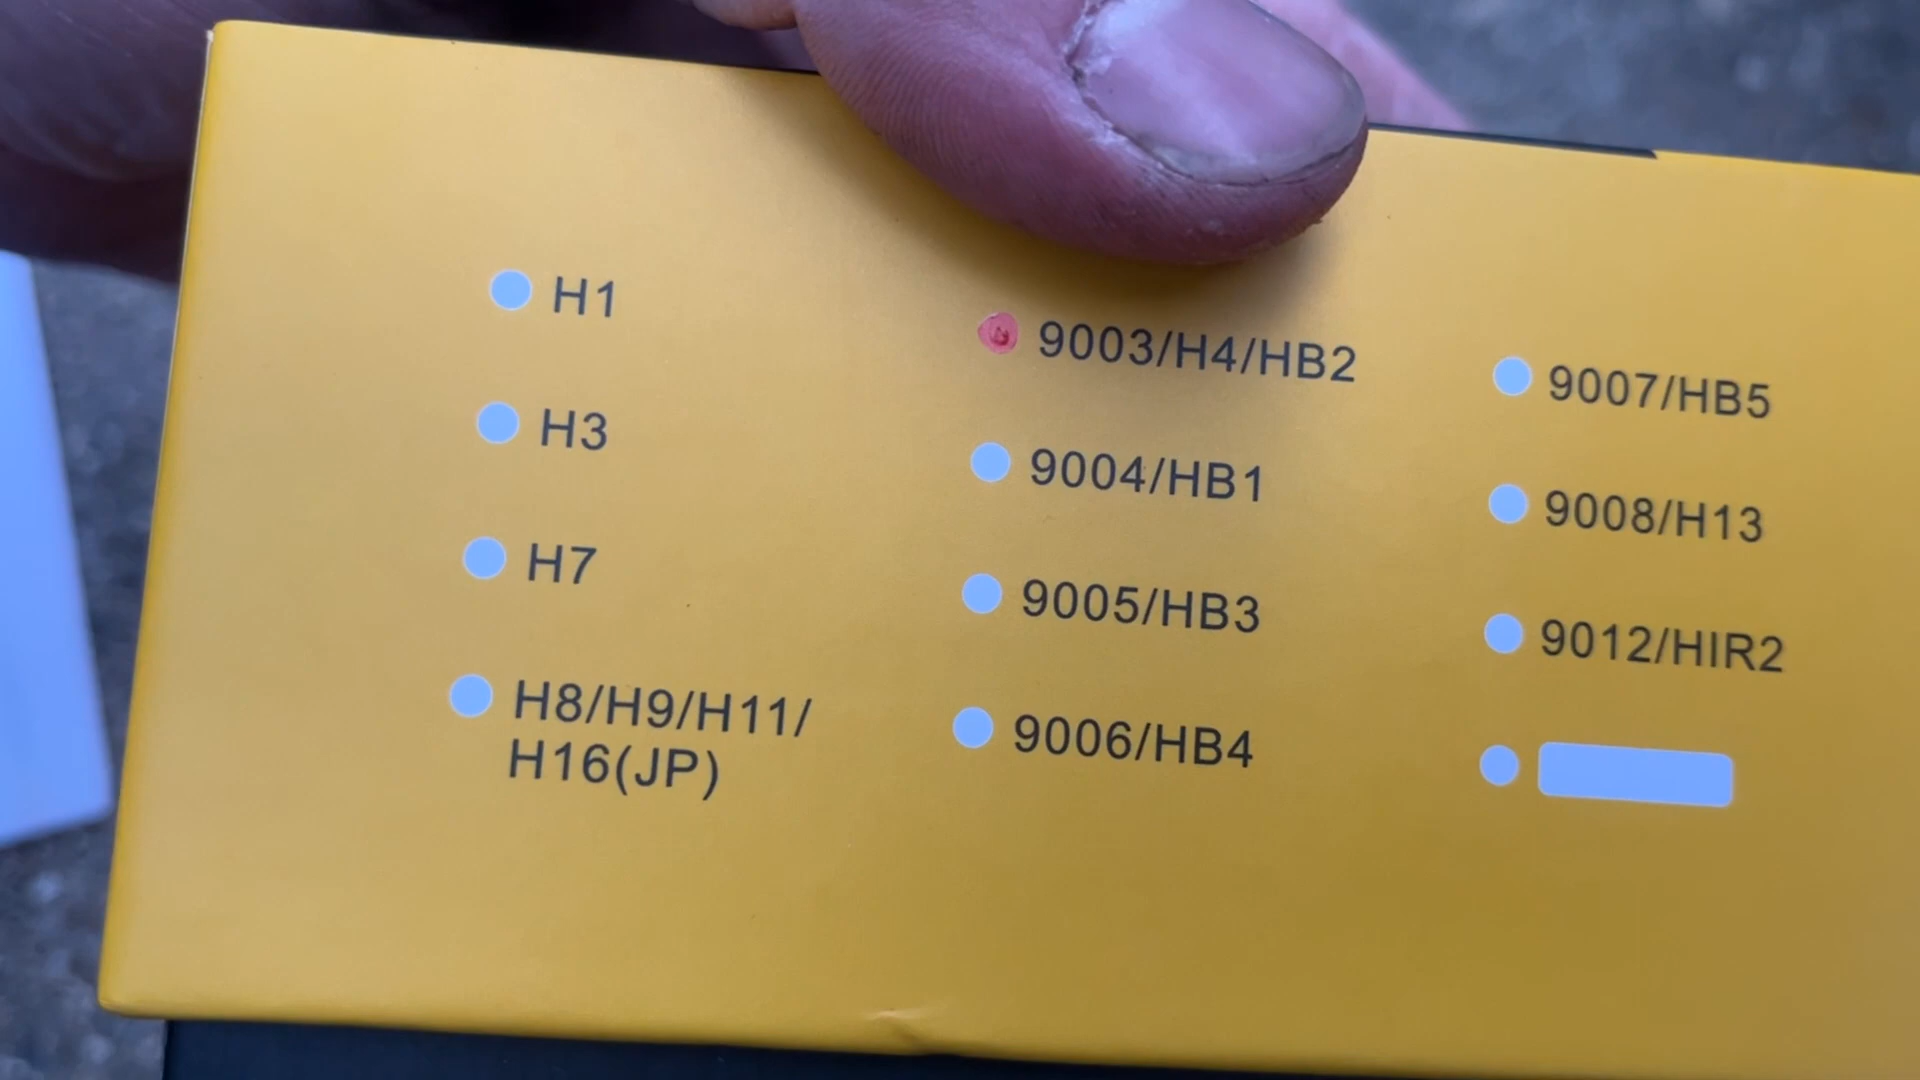 H1
H3
H7
H8/H9/H11/
H16(JP)
9003/H4/HB2
9004/HB1
9005/HB3
9006/HB4
9007/HB5
9008/H13
9012/HIR2